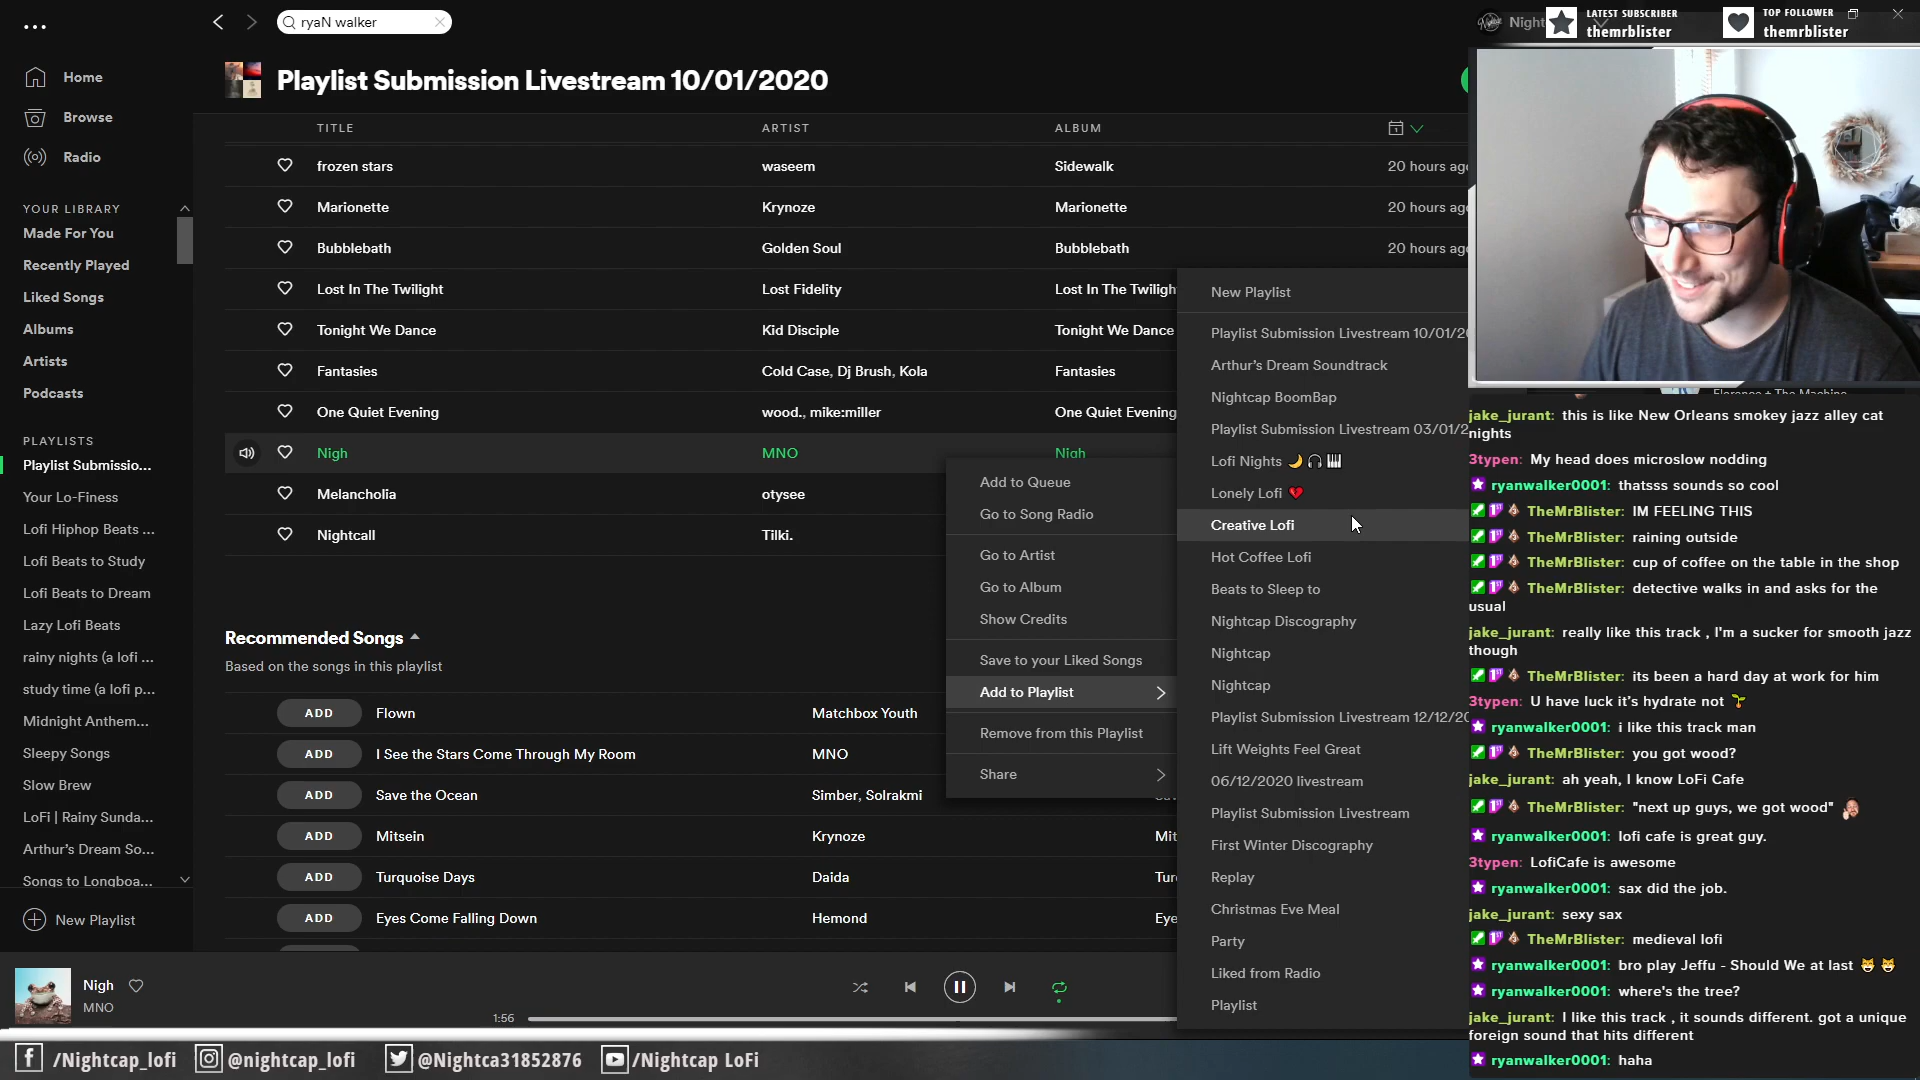 ryaN walker
Night
LATEST SUBSCRIBER
themrblister
TOP FOLLOWER
themrblister
Home
Browse
Radio
YOUR LIBRARY
Made For You
Recently Played
Liked Songs
Albums
Artists
Podcasts
PLAYLISTS
Playlist Submissio...
Your Lo-Finess
Lofi Hiphop Beats ...
Lofi Beats to Study
Lofi Beats to Dream
Lazy Lofi Beats
rainy nights (a lofi ...
study time (a lofi p...
Midnight Anthem...
Sleepy Songs
Slow Brew
LoFi | Rainy Sunda...
Arthur's Dream So...
Songs to Longboa...
New Playlist
Playlist Submission Livestream 10/01/2020
TITLE ARTIST ALBUM
frozen stars waseem Sidewalk 20 hours ago
Marionette Krynoze Marionette 20 hours ago
Bubblebath Golden Soul Bubblebath 20 hours ago
Lost In The Twilight Lost Fidelity Lost In The Twiligh
Tonight We Dance Kid Disciple Tonight We Dance
Fantasies Cold Case, Dj Brush, Kola Fantasies
One Quiet Evening wood., mike:miller One Quiet Evening
Nigh MNO Nigh
Melancholia otysee
Nightcall Tilki.
Recommended Songs
Based on the songs in this playlist
ADD Flown Matchbox Youth
ADD I See the Stars Come Through My Room MNO
ADD Save the Ocean Simber, Solrakmi
ADD Mitsein Krynoze Mit
ADD Turquoise Days Daida Tur
ADD Eyes Come Falling Down Hemond Eye
Add to Queue
Go to Song Radio
Go to Artist
Go to Album
Show Credits
Save to your Liked Songs
Add to Playlist
Remove from this Playlist
Share
New Playlist
Playlist Submission Livestream 10/01/20
Arthur's Dream Soundtrack
Nightcap BoomBap
Playlist Submission Livestream 03/01/2
Lofi Nights 🌙🎧🎹
Lonely Lofi 💔
Creative Lofi
Hot Coffee Lofi
Beats to Sleep to
Nightcap Discography
Nightcap
Nightcap
Playlist Submission Livestream 12/12/20
Lift Weights Feel Great
06/12/2020 livestream
Playlist Submission Livestream
First Winter Discography
Replay
Christmas Eve Meal
Party
Liked from Radio
Playlist
Florence + The Machine
jake_jurant: this is like New Orleans smokey jazz alley cat
nights
3typen: My head does microslow nodding
ryanwalker0001: thatsss sounds so cool
TheMrBlister: IM FEELING THIS
TheMrBlister: raining outside
TheMrBlister: cup of coffee on the table in the shop
TheMrBlister: detective walks in and asks for the
usual
jake_jurant: really like this track , I'm a sucker for smooth jazz
though
TheMrBlister: its been a hard day at work for him
3typen: U have luck it's hydrate not 🌱
ryanwalker0001: i like this track man
TheMrBlister: you got wood?
jake_jurant: ah yeah, I know LoFi Cafe
TheMrBlister: "next up guys, we got wood"
ryanwalker0001: lofi cafe is great guy.
3typen: LofiCafe is awesome
ryanwalker0001: sax did the job.
jake_jurant: sexy sax
TheMrBlister: medieval lofi
ryanwalker0001: bro play Jeffu - Should We at last 😹 😹
ryanwalker0001: where's the tree?
jake_jurant: I like this track , it sounds different. got a unique
foreign sound that hits different
ryanwalker0001: haha
Nigh
MNO
1:56
/Nightcap_lofi @nightcap_lofi @Nightca31852876 /Nightcap LoFi